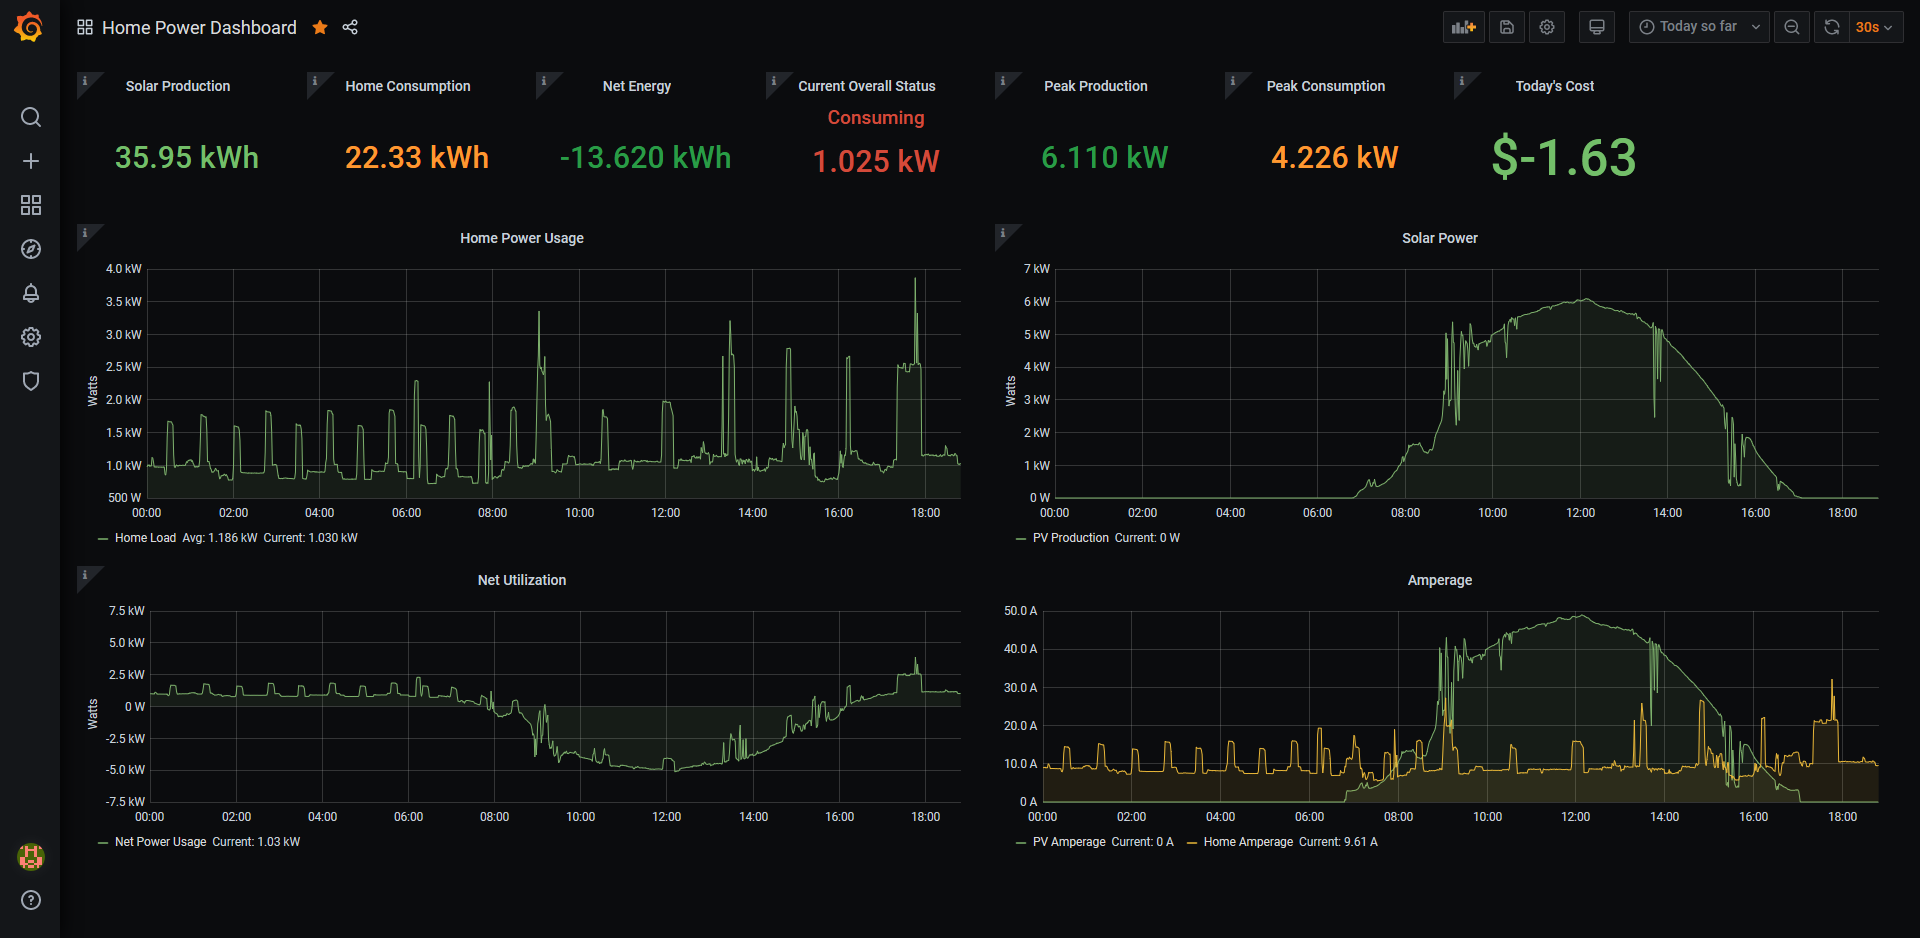 Home Power Dashboard
Today so far
30s
Solar Production
Home Consumption
Net Energy
Current Overall Status
Peak Production
Peak Consumption
Today's Cost
35.95 kWh
22.33 kWh
-13.620 kWh
Consuming
1.025 kW
6.110 kW
4.226 kW
$-1.63
Home Power Usage
Watts
4.0 kW
3.5 kW
3.0 kW
2.5 kW
2.0 kW
1.5 kW
1.0 kW
500 W
00:00 02:00 04:00 06:00 08:00 10:00 12:00 14:00 16:00 18:00
Home Load Avg: 1.186 kW Current: 1.030 kW
Solar Power
Watts
7 kW
6 kW
5 kW
4 kW
3 kW
2 kW
1 kW
0 W
00:00 02:00 04:00 06:00 08:00 10:00 12:00 14:00 16:00 18:00
PV Production Current: 0 W
Net Utilization
Watts
7.5 kW
5.0 kW
2.5 kW
0 W
-2.5 kW
-5.0 kW
-7.5 kW
00:00 02:00 04:00 06:00 08:00 10:00 12:00 14:00 16:00 18:00
Net Power Usage Current: 1.03 kW
Amperage
50.0 A
40.0 A
30.0 A
20.0 A
10.0 A
0 A
00:00 02:00 04:00 06:00 08:00 10:00 12:00 14:00 16:00 18:00
PV Amperage Current: 0 A Home Amperage Current: 9.61 A